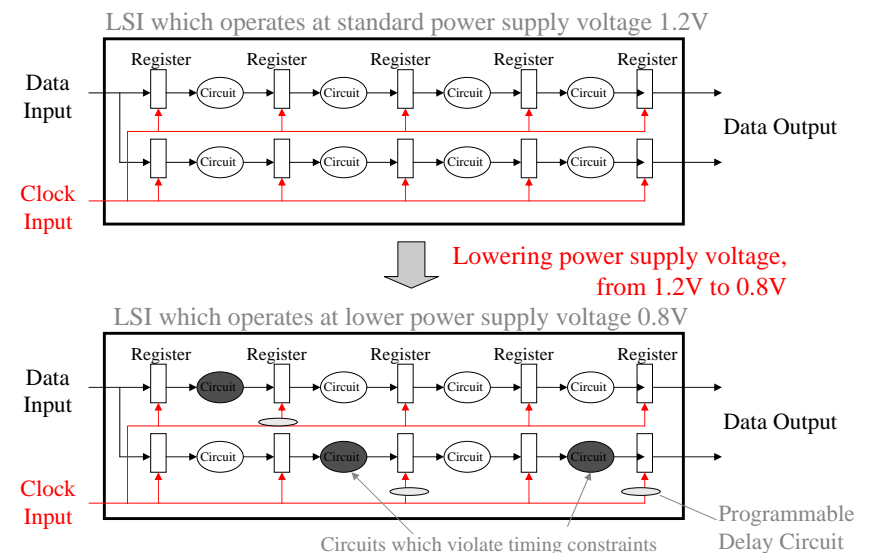 LSI which operates at standard power supply voltage 1.2V
Register Register Register Register Register
Data
Input
Circuit Circuit Circuit Circuit
Data Output
Circuit Circuit Circuit Circuit
Clock
Input
Lowering power supply voltage,
from 1.2V to 0.8V
LSI which operates at lower power supply voltage 0.8V
Register Register Register Register Register
Data
Input
Circuit Circuit Circuit Circuit
Data Output
Circuit Circuit Circuit Circuit
Clock
Input
Programmable
Delay Circuit
Circuits which violate timing constraints